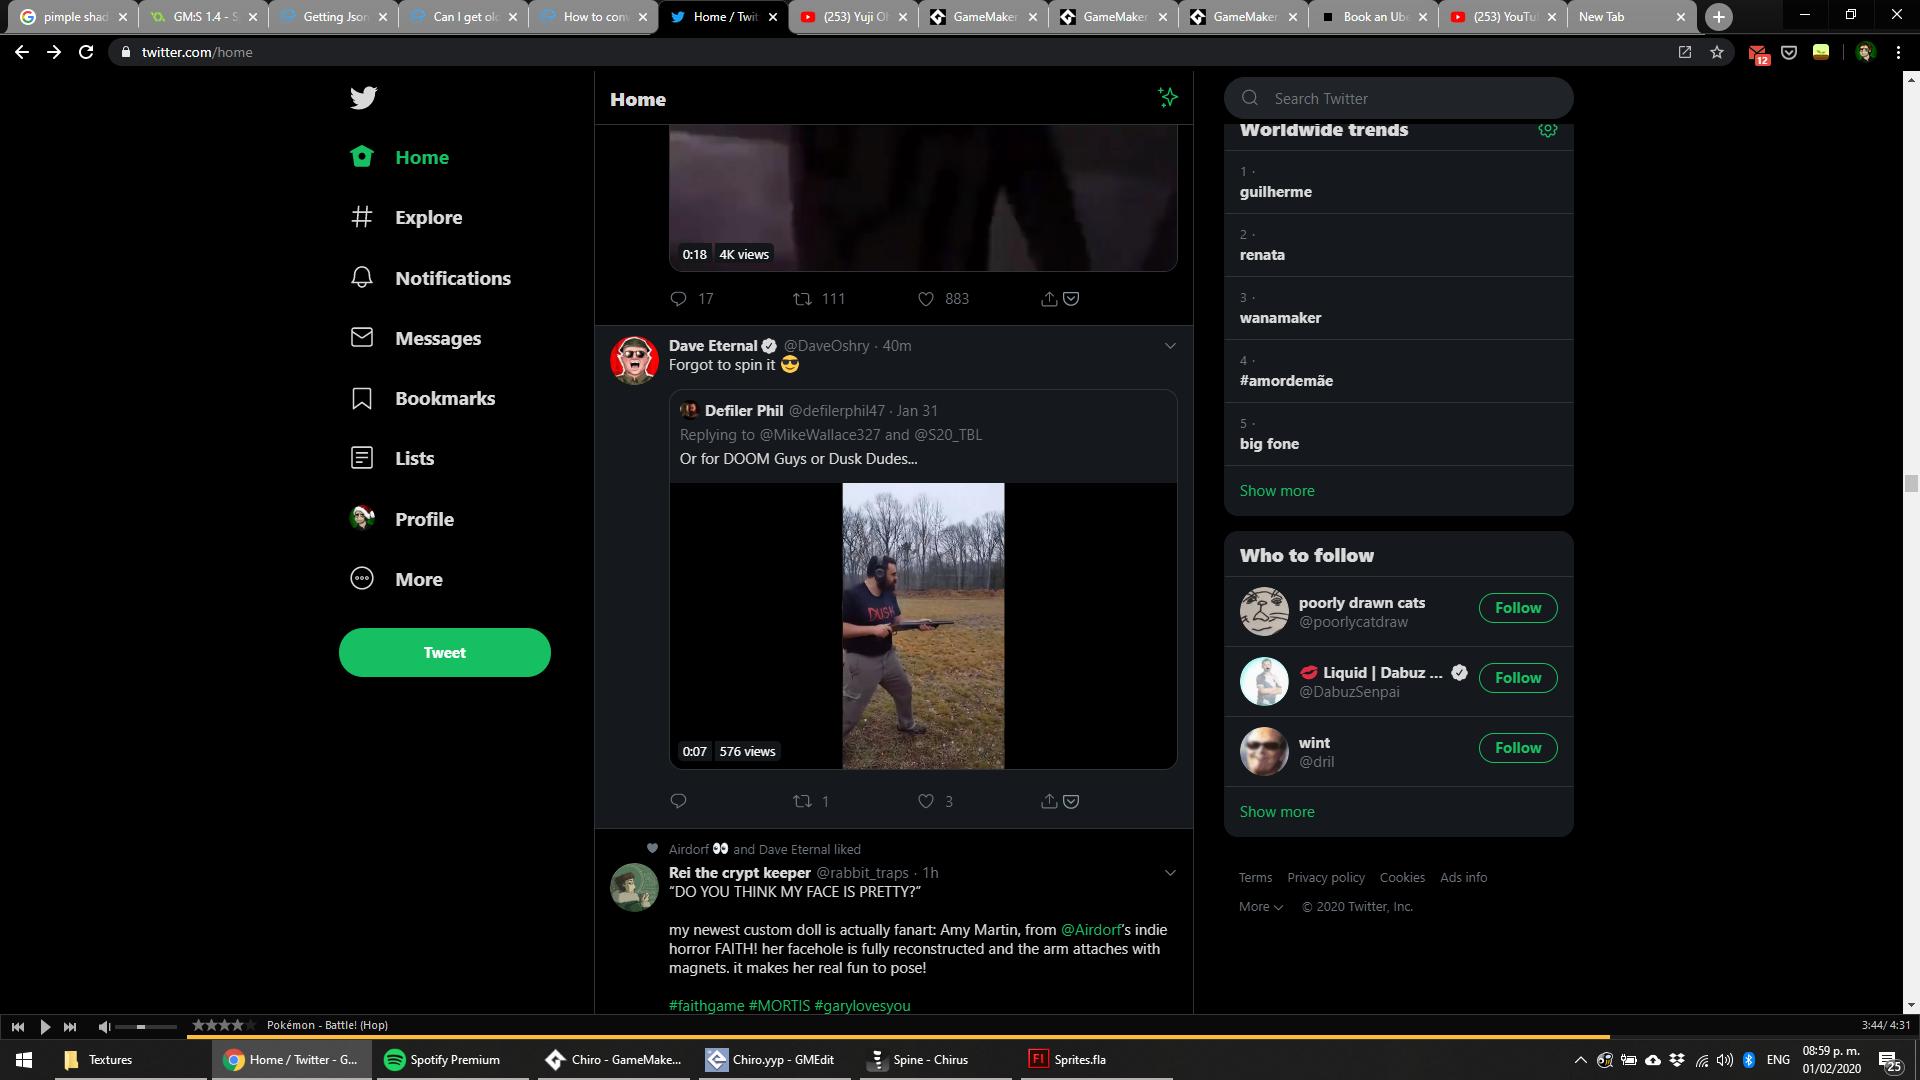 pimple shad
GM:S 1.4 - S
Getting Json
Can I get old
How to conv
Home / Twit
(253) Yuji O
GameMaker
GameMaker
GameMaker
Book an Ube
(253) YouTu
New Tab
twitter.com/home
12
Home
Explore
Notifications
Messages
Bookmarks
Lists
Profile
More
Tweet
Home
0:18 4K views
17 111 883
Dave Eternal @DaveOshry · 40m
Forgot to spin it 😎
Defiler Phil @defilerphil47 · Jan 31
Replying to @MikeWallace327 and @S20_TBL
Or for DOOM Guys or Dusk Dudes...
DUSK
0:07 576 views
1 3
Airdorf 👀 and Dave Eternal liked
Rei the crypt keeper @rabbit_traps · 1h
“DO YOU THINK MY FACE IS PRETTY?”
my newest custom doll is actually fanart: Amy Martin, from @Airdorf’s indie
horror FAITH! her facehole is fully reconstructed and the arm attaches with
magnets. it makes her real fun to pose!
#faithgame #MORTIS #garylovesyou
Search Twitter
Worldwide trends
1 ·
guilherme
2 ·
renata
3 ·
wanamaker
4 ·
#amordemãe
5 ·
big fone
Show more
Who to follow
poorly drawn cats
@poorlycatdraw
Follow
💋 Liquid | Dabuz ...
@DabuzSenpai
Follow
wint
@dril
Follow
Show more
Terms Privacy policy Cookies Ads info
More © 2020 Twitter, Inc.
Pokémon - Battle! (Hop)
3:44/ 4:31
Textures
Home / Twitter - G...
Spotify Premium
Chiro - GameMake...
Chiro.yyp - GMEdit
Spine - Chirus
Fl Sprites.fla
ENG
08:59 p. m.
01/02/2020
25